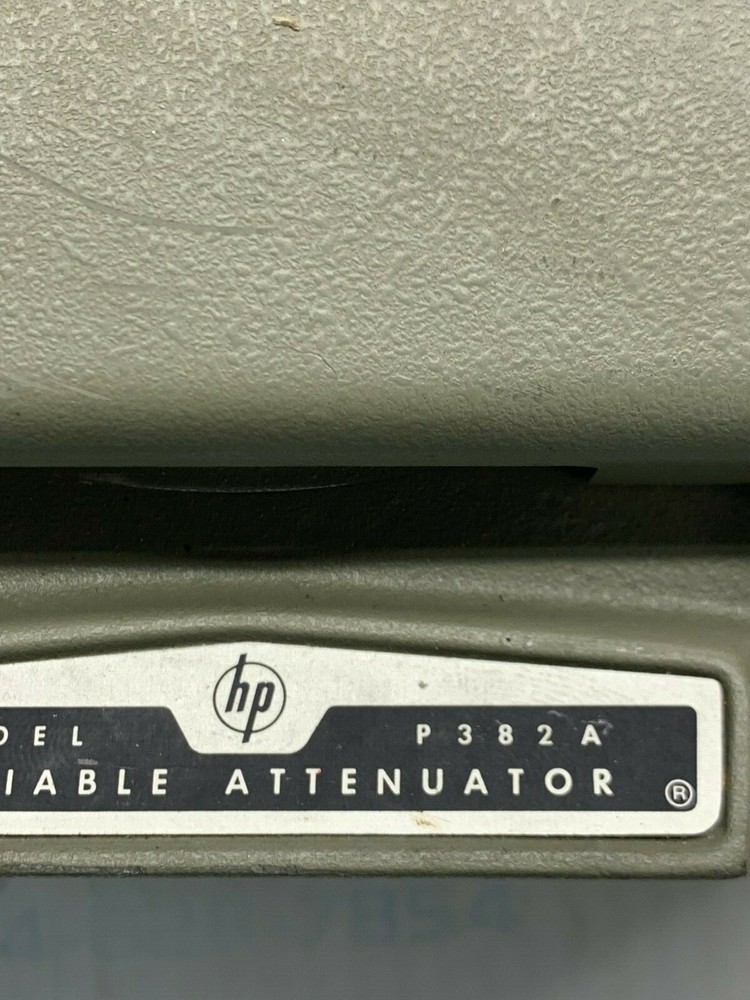 hp
DEL P382A
IABLE ATTENUATOR ®